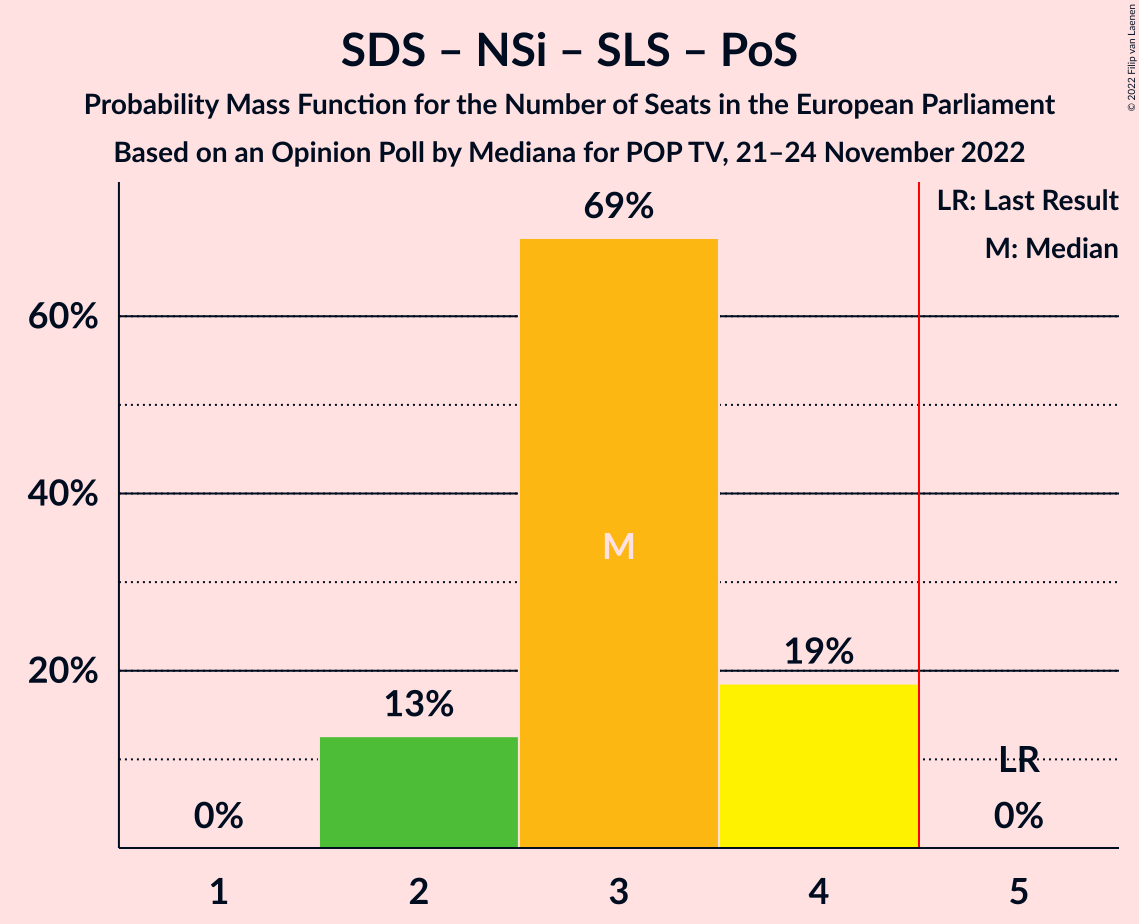 SDS – NSi – SLS – PoS
Probability Mass Function for the Number of Seats in the European Parliament
Based on an Opinion Poll by Mediana for POP TV, 21–24 November 2022
© 2022 Filip van Laenen
LR: Last Result
M: Median
69%
60%
40%
M
20%
19%
13%
LR
0%
0%
1
2
3
4
5